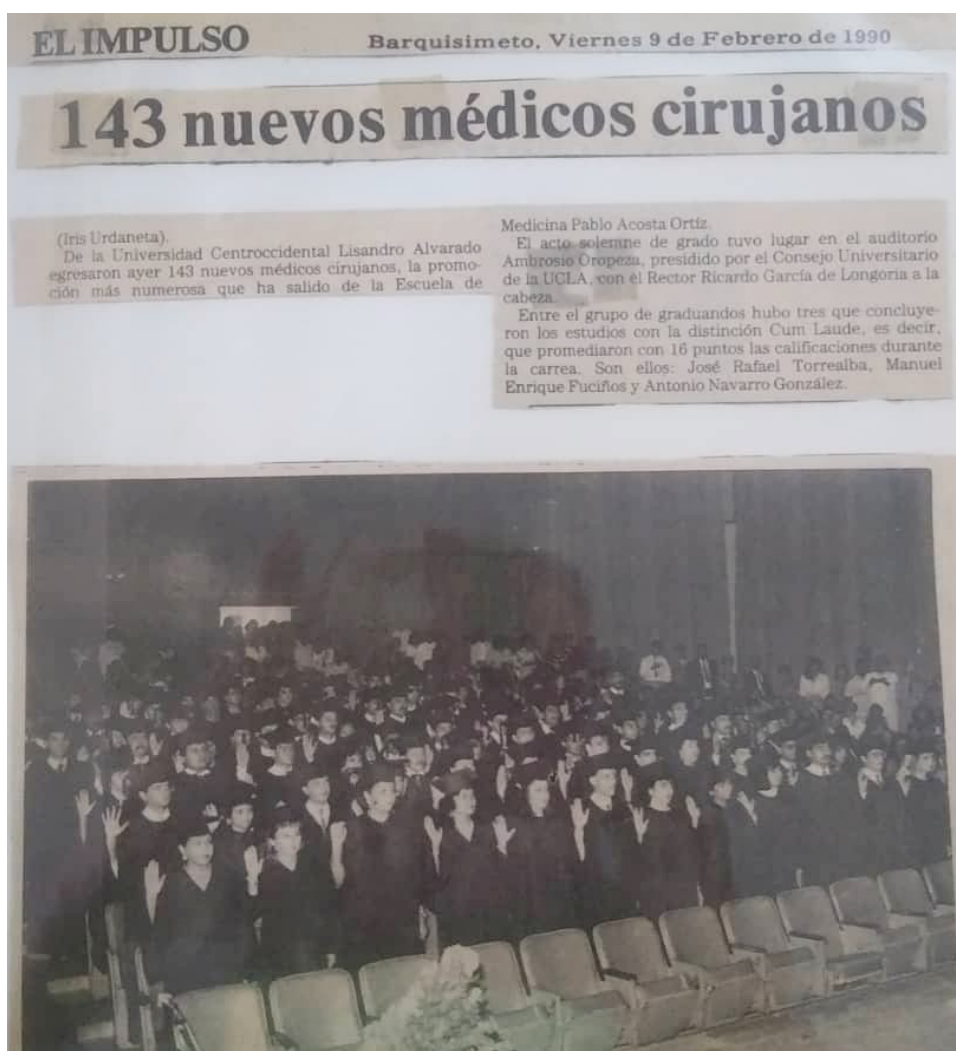 EL IMPULSO
Barquisimeto, Viernes 9 de Febrero de 1990
143 nuevos médicos cirujanos
(Iris Urdaneta).
De la Universidad Centroccidental Lisandro Alvarado
egresaron ayer 143 nuevos médicos cirujanos, la promo-
ción más numerosa que ha salido de la Escuela de
Medicina Pablo Acosta Ortíz.
El acto solemne de grado tuvo lugar en el auditorio
Ambrosio Oropeza, presidido por el Consejo Universitario
de la UCLA, con el Rector Ricardo García de Longoria a la
cabeza.
Entre el grupo de graduandos hubo tres que concluye-
ron los estudios con la distinción Cum Laude, es decir,
que promediaron con 16 puntos las calificaciones durante
la carrea. Son ellos: José Rafael Torrealba, Manuel
Enrique Fuciños y Antonio Navarro González.